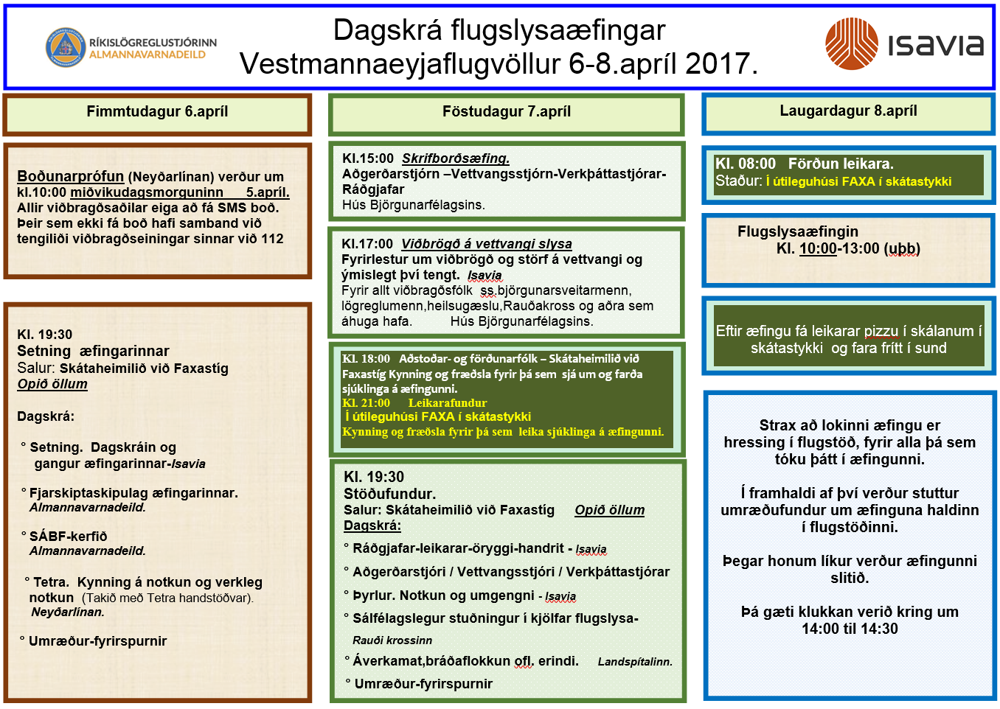 RÍKISLÖGREGLUSTJÓRINN
ALMANNAVARNADEILD
Dagskrá flugslysaæfingar
Vestmannaeyjaflugvöllur 6-8.apríl 2017.
ISAVIA
Fimmtudagur 6.apríl
Boðunarprófun (Neyðarlínan) verður um
kl.10:00 miðvikudagsmorguninn 5.apríl.
Allir viðbragðsaðilar eiga að fá SMS boð.
Þeir sem ekki fá boð hafi samband við
tengiliði viðbragðseiningar sinnar við 112
Kl. 19:30
Setning æfingarinnar
Salur: Skátaheimilið við Faxastíg
Opið öllum
Dagskrá:
° Setning. Dagskráin og
gangur æfingarinnar-Isavia
° Fjarskiptaskipulag æfingarinnar.
Almannavarnadeild.
° SÁBF-kerfið
Almannavarnadeild.
° Tetra. Kynning á notkun og verkleg
notkun (Takið með Tetra handstöðvar).
Neyðarlínan.
° Umræður-fyrirspurnir
Föstudagur 7.apríl
Kl.15:00 Skrifborðsæfing.
Aðgerðarstjórn –Vettvangsstjórn-Verkþáttastjórar-
Ráðgjafar
Hús Björgunarfélagsins.
Kl.17:00 Viðbrögð á vettvangi slysa
Fyrirlestur um viðbrögð og störf á vettvangi og
ýmislegt því tengt. Isavia
Fyrir allt viðbragðsfólk ss.björgunarsveitarmenn,
lögreglumenn,heilsugæslu,Rauðakross og aðra sem
áhuga hafa. Hús Björgunarfélagsins.
Kl. 18:00 Aðstoðar- og förðunarfólk – Skátaheimilið við
Faxastíg Kynning og fræðsla fyrir þá sem sjá um og farða
sjúklinga á æfingunni.
Kl. 21:00 Leikarafundur
Í útileguhúsi FAXA í skátastykki
Kynning og fræðsla fyrir þá sem leika sjúklinga á æfingunni.
Kl. 19:30
Stöðufundur.
Salur: Skátaheimilið við Faxastíg Opið öllum
Dagskrá:
° Ráðgjafar-leikarar-öryggi-handrit - Isavia
° Aðgerðarstjóri / Vettvangsstjóri / Verkþáttastjórar
° Þyrlur. Notkun og umgengni - Isavia
° Sálfélagslegur stuðningur í kjölfar flugslysa-
Rauði krossinn
° Áverkamat,bráðaflokkun ofl. erindi. Landspítalinn.
° Umræður-fyrirspurnir
Laugardagur 8.apríl
Kl. 08:00 Förðun leikara.
Staður: Í útileguhúsi FAXA í skátastykki
Flugslysaæfingin
Kl. 10:00-13:00 (uþb)
Eftir æfingu fá leikarar pizzu í skálanum í
skátastykki og fara frítt í sund
Strax að lokinni æfingu er
hressing í flugstöð, fyrir alla þá sem
tóku þátt í æfingunni.
Í framhaldi af því verður stuttur
umræðufundur um æfinguna haldinn
í flugstöðinni.
Þegar honum líkur verður æfingunni
slitið.
Þá gæti klukkan verið kring um
14:00 til 14:30